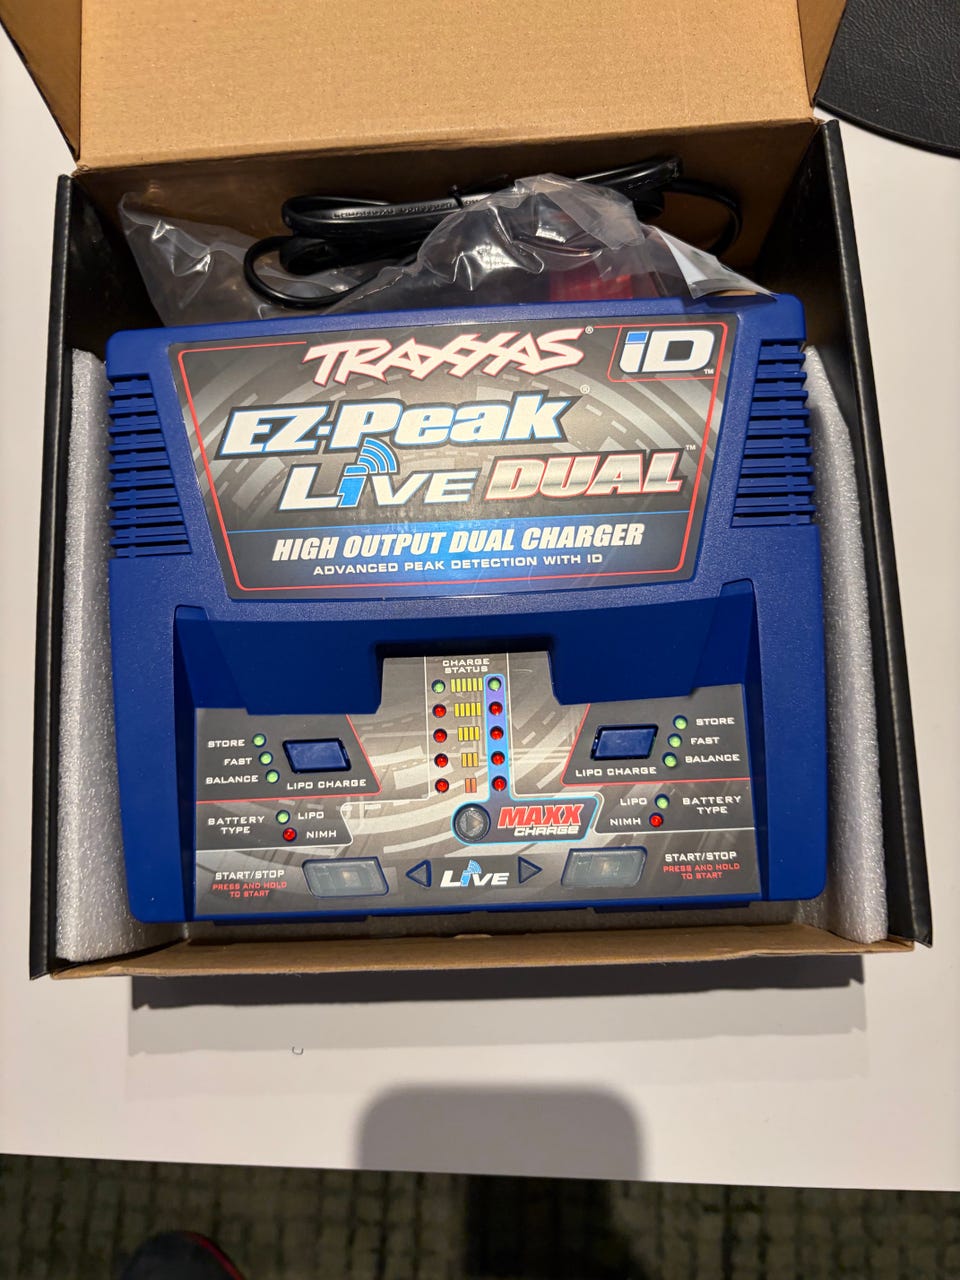 TRAXXAS®
iD™
EZ-Peak®
LiVE DUAL™
HIGH OUTPUT DUAL CHARGER
ADVANCED PEAK DETECTION WITH ID
CHARGE
STATUS
STORE
FAST
BALANCE
LIPO CHARGE
BATTERY
TYPE
LIPO
NIMH
START/STOP
PRESS AND HOLD
TO START
MAXX
CHARGE
LiVE
STORE
FAST
BALANCE
LIPO CHARGE
LIPO
NIMH
BATTERY
TYPE
START/STOP
PRESS AND HOLD
TO START